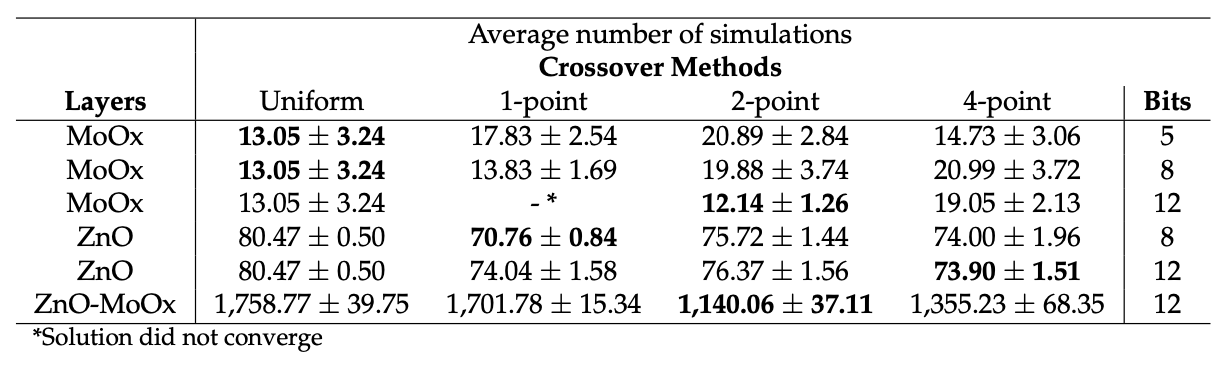 Average number of simulations
Crossover Methods
Layers Uniform 1-point 2-point 4-point Bits
MoOx 13.05 ± 3.24 17.83 ± 2.54 20.89 ± 2.84 14.73 ± 3.06 5
MoOx 13.05 ± 3.24 13.83 ± 1.69 19.88 ± 3.74 20.99 ± 3.72 8
MoOx 13.05 ± 3.24 - * 12.14 ± 1.26 19.05 ± 2.13 12
ZnO 80.47 ± 0.50 70.76 ± 0.84 75.72 ± 1.44 74.00 ± 1.96 8
ZnO 80.47 ± 0.50 74.04 ± 1.58 76.37 ± 1.56 73.90 ± 1.51 12
ZnO-MoOx 1,758.77 ± 39.75 1,701.78 ± 15.34 1,140.06 ± 37.11 1,355.23 ± 68.35 12
*Solution did not converge